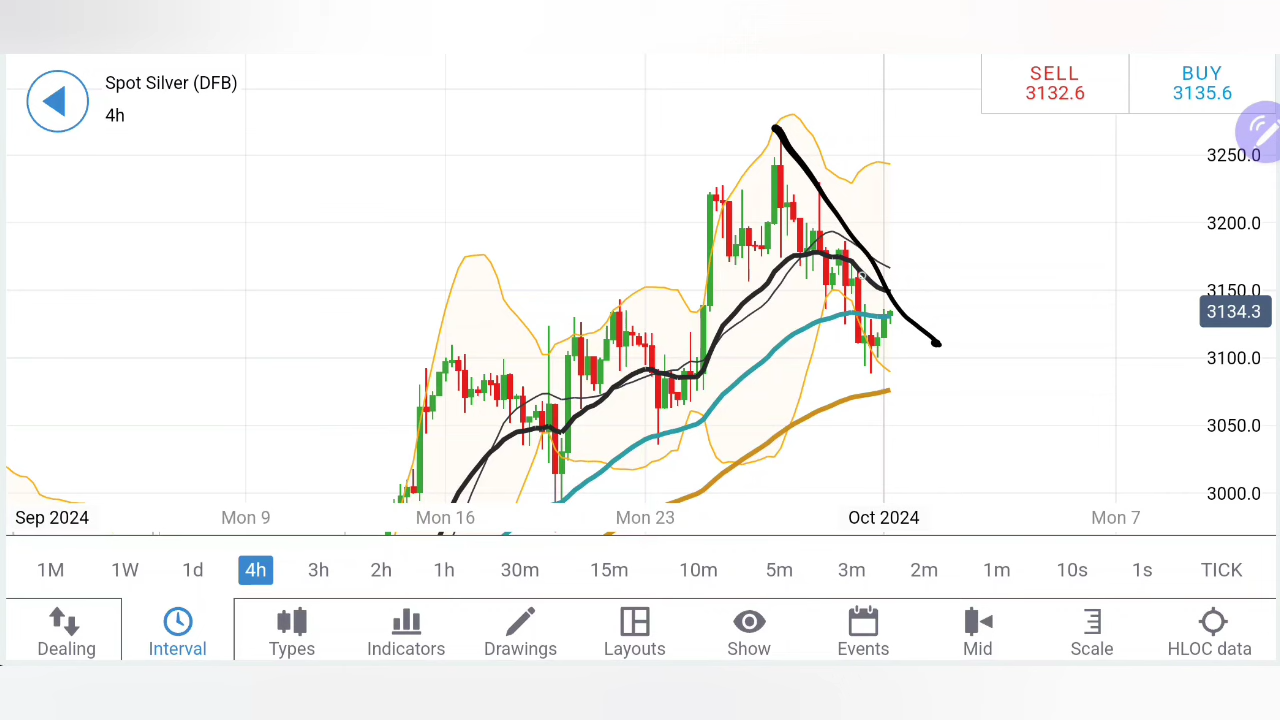 Spot Silver (DFB)
4h
SELL
3132.6
BUY
3135.6
3250.0
3200.0
3150.0
3134.3
3100.0
3050.0
3000.0
Sep 2024 Mon 9 Mon 16 Mon 23 Oct 2024 Mon 7
1M 1W 1d 4h 3h 2h 1h 30m 15m 10m 5m 3m 2m 1m 10s 1s TICK
Dealing Interval Types Indicators Drawings Layouts Show Events Mid Scale HLOC data